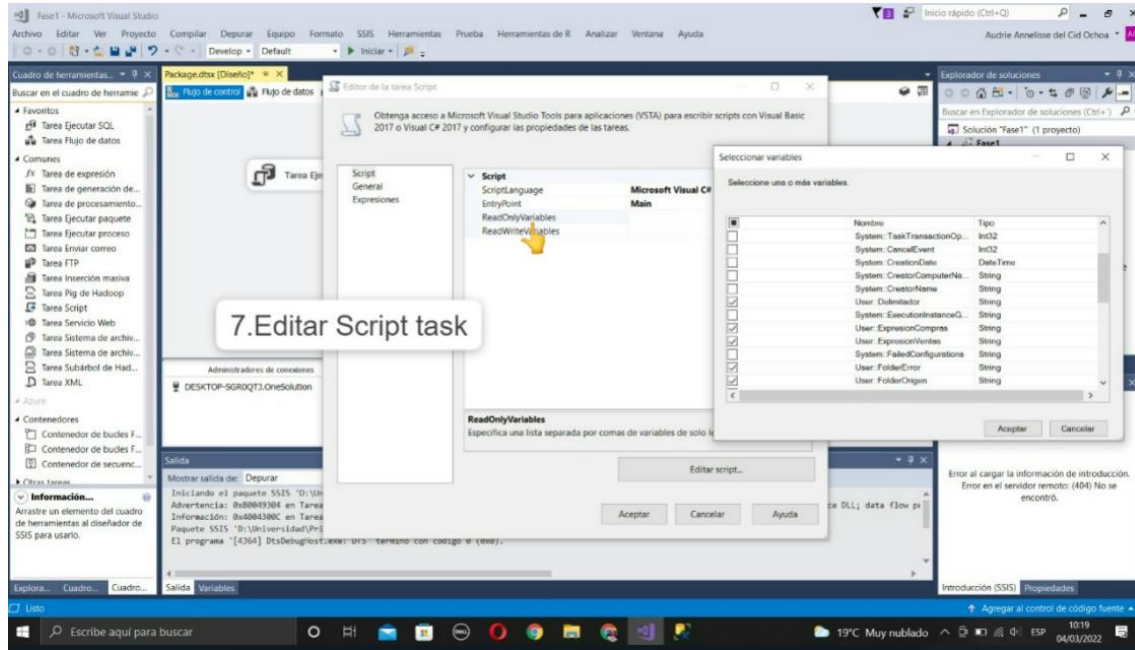 Fese1 - Microsoft Visual Studio
Inicio rápido (Ctrl+Q)
Archivo Editar Ver Proyecto Compilar Depurar Equipo Formato SSIS Herramientas Prueba Herramientas de R Analizar Ventana Ayuda
Audrie Annelisse del Cid Ochoa
Develop Default Iniciar
Cuadro de herramientas...
Buscar en el cuadro de herramie
Favoritos
Tarea Ejecutar SQL
Tarea Flujo de datos
Comunes
fx Tarea de expresión
Tarea de generación de...
Tarea de procesamiento...
Tarea Ejecutar paquete
Tarea Ejecutar proceso
Tarea Enviar correo
Tarea FTP
Tarea Inserción masiva
Tarea Pig de Hadoop
Tarea Script
Tarea Servicio Web
Tarea Sistema de archiv...
Tarea Sistema de archiv...
Tarea Subárbol de Had...
Tarea XML
Azure
Contenedores
Contenedor de bucles F...
Contenedor de bucles F...
Contenedor de secuenc...
Otras tareas
Información...
Arrastre un elemento del cuadro
de herramientas al diseñador de
SSIS para usarlo.
Explora... Cuadro... Cuadro...
Package.dtsx [Diseño]*
Flujo de control Flujo de datos
Tarea Eje
Administradores de conexiones
DESKTOP-SGR0QTJ.OneSolution
Editor de la tarea Script
Obtenga acceso a Microsoft Visual Studio Tools para aplicaciones (VSTA) para escribir scripts con Visual Basic
2017 o Visual C# 2017 y configurar las propiedades de las tareas.
Script
General
Expresiones
Script
ScriptLanguage Microsoft Visual C#
EntryPoint Main
ReadOnlyVariables
ReadWriteVariables
ReadOnlyVariables
Especifica una lista separada por comas de variables de solo le
Editar script...
Aceptar Cancelar Ayuda
7.Editar Script task
Seleccionar variables
Seleccione una o más variables.
Nombre Tipo
System::TaskTransactionOp... Int32
System::CancelEvent Int32
System::CreationDate DateTime
System::CreatorComputerNa... String
System::CreatorName String
User::Delimitador String
System::ExecutionInstanceG... String
User::ExpresionCompras String
User::ExpresionVentas String
System::FailedConfigurations String
User::FolderError String
User::FolderOrigen String
Aceptar Cancelar
Salida
Mostrar salida de: Depurar
Iniciando el paquete SSIS "D:\Un
Advertencia: 0x80049304 en Tarea
ce DLL; data flow pe
Información: 0x4004300C en Tarea
Paquete SSIS "D:\Universidad\Pri
El programa '[4364] DtsDebugHost.exe: DTS' terminó con código 0 (0x0).
Salida Variables
Explorador de soluciones
Buscar en Explorador de soluciones (Ctrl+')
Solución "Fase1" (1 proyecto)
Fase1
Error al cargar la información de introducción.
Error en el servidor remoto: (404) No se
encontró.
Introducción (SSIS) Propiedades
Listo
Agregar al control de código fuente
Escribe aquí para buscar
19°C Muy nublado
ESP
10:19
04/03/2022